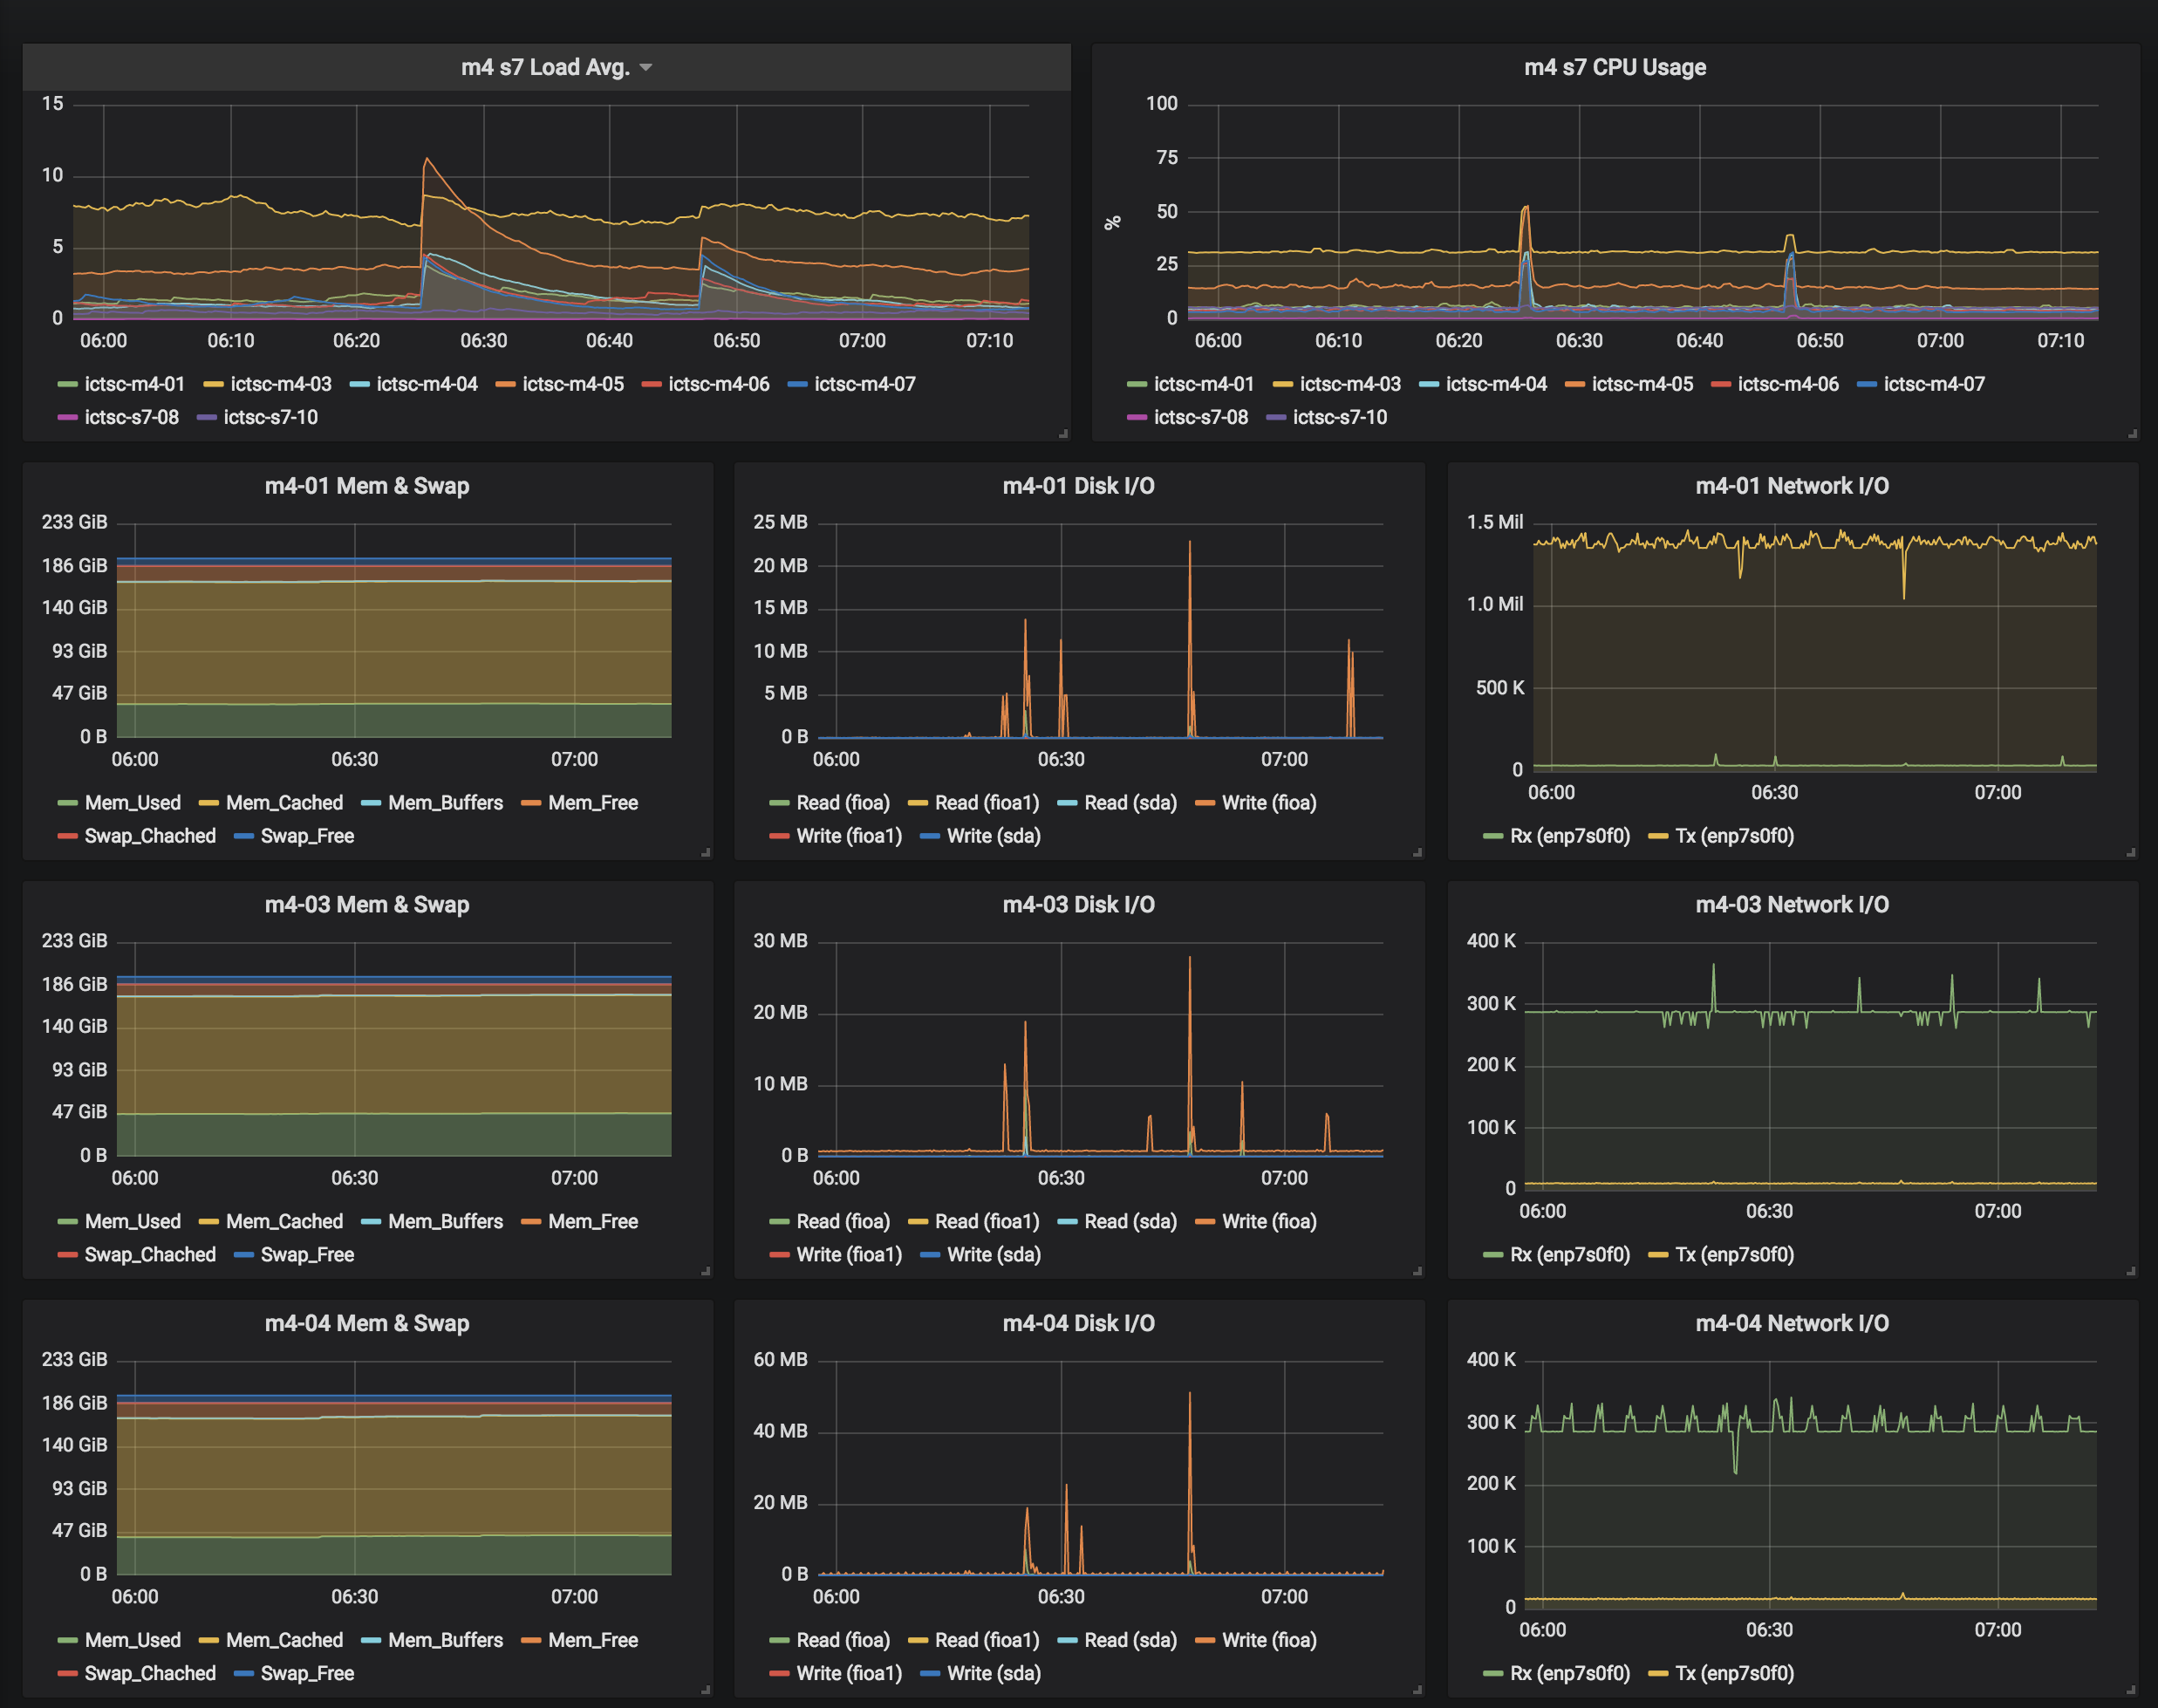 m4 s7 Load Avg.
15
10
5
0
06:00 06:10 06:20 06:30 06:40 06:50 07:00 07:10
ictsc-m4-01 ictsc-m4-03 ictsc-m4-04 ictsc-m4-05 ictsc-m4-06 ictsc-m4-07
ictsc-s7-08 ictsc-s7-10
m4 s7 CPU Usage
100
75
50
25
0
%
06:00 06:10 06:20 06:30 06:40 06:50 07:00 07:10
ictsc-m4-01 ictsc-m4-03 ictsc-m4-04 ictsc-m4-05 ictsc-m4-06 ictsc-m4-07
ictsc-s7-08 ictsc-s7-10
m4-01 Mem & Swap
233 GiB
186 GiB
140 GiB
93 GiB
47 GiB
0 B
06:00 06:30 07:00
Mem_Used Mem_Cached Mem_Buffers Mem_Free
Swap_Chached Swap_Free
m4-01 Disk I/O
25 MB
20 MB
15 MB
10 MB
5 MB
0 B
06:00 06:30 07:00
Read (fioa) Read (fioa1) Read (sda) Write (fioa)
Write (fioa1) Write (sda)
m4-01 Network I/O
1.5 Mil
1.0 Mil
500 K
0
06:00 06:30 07:00
Rx (enp7s0f0) Tx (enp7s0f0)
m4-03 Mem & Swap
233 GiB
186 GiB
140 GiB
93 GiB
47 GiB
0 B
06:00 06:30 07:00
Mem_Used Mem_Cached Mem_Buffers Mem_Free
Swap_Chached Swap_Free
m4-03 Disk I/O
30 MB
20 MB
10 MB
0 B
06:00 06:30 07:00
Read (fioa) Read (fioa1) Read (sda) Write (fioa)
Write (fioa1) Write (sda)
m4-03 Network I/O
400 K
300 K
200 K
100 K
0
06:00 06:30 07:00
Rx (enp7s0f0) Tx (enp7s0f0)
m4-04 Mem & Swap
233 GiB
186 GiB
140 GiB
93 GiB
47 GiB
0 B
06:00 06:30 07:00
Mem_Used Mem_Cached Mem_Buffers Mem_Free
Swap_Chached Swap_Free
m4-04 Disk I/O
60 MB
40 MB
20 MB
0 B
06:00 06:30 07:00
Read (fioa) Read (fioa1) Read (sda) Write (fioa)
Write (fioa1) Write (sda)
m4-04 Network I/O
400 K
300 K
200 K
100 K
0
06:00 06:30 07:00
Rx (enp7s0f0) Tx (enp7s0f0)